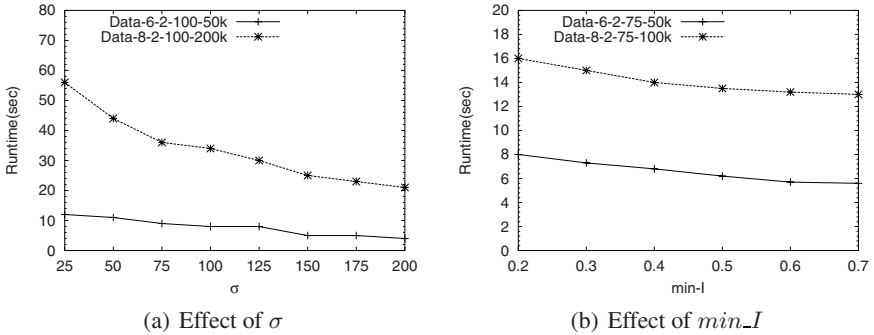 80
70
60
50
40
30
20
10
0
Runtime(sec)
Data-6-2-100-50k
Data-8-2-100-200k
25 50 75 100 125 150 175 200
σ
(a) Effect of σ
20
18
16
14
12
10
8
6
4
2
0
Runtime(sec)
Data-6-2-75-50k
Data-8-2-75-100k
0.2 0.3 0.4 0.5 0.6 0.7
min-I
(b) Effect of min_I